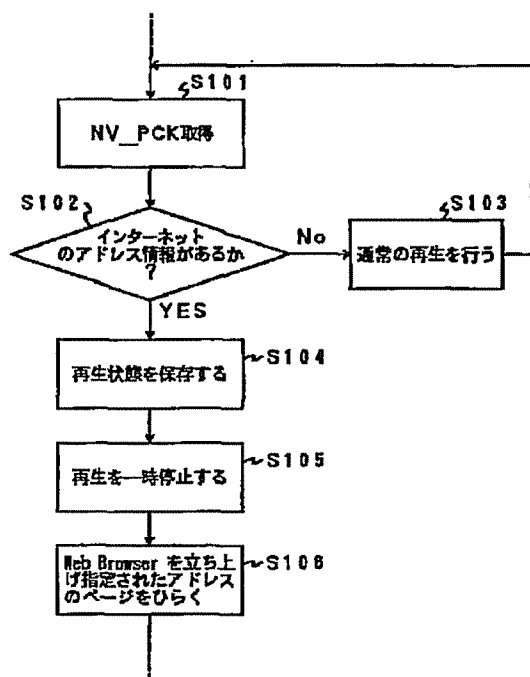 S101
NV_PCK取得
S102
インターネット
のアドレス情報があるか
?
No
S103
通常の再生を行う
YES
S104
再生状態を保存する
S105
再生を一時停止する
S106
Web Browser を立ち上
げ指定されたアドレス
のページをひらく